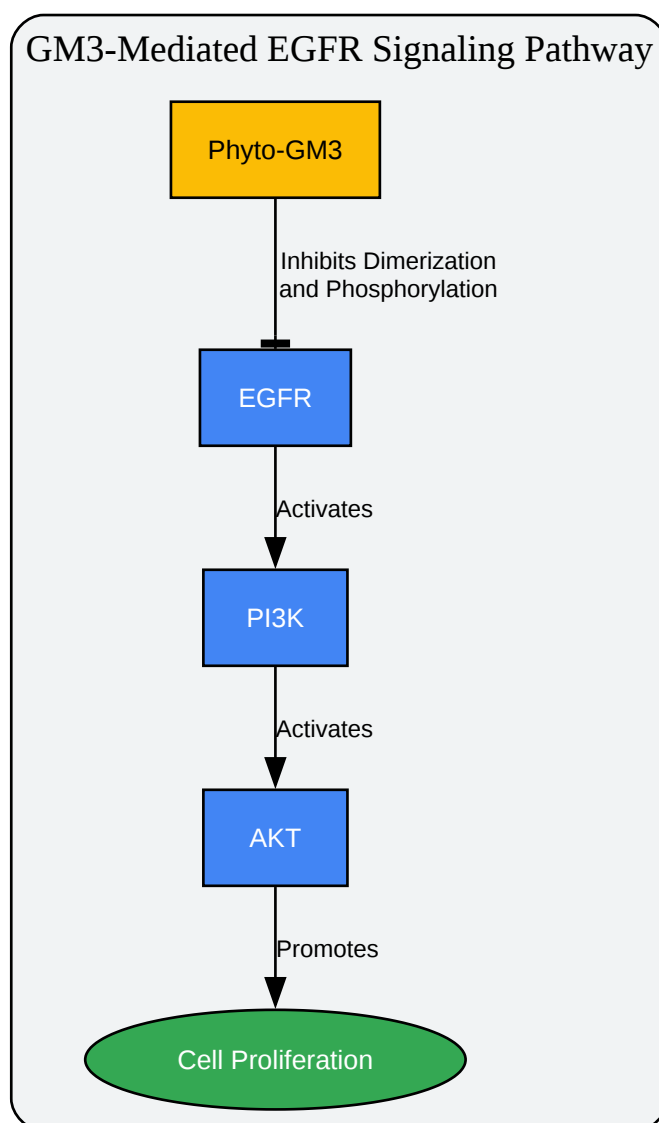 GM3-Mediated EGFR Signaling Pathway
Phyto-GM3
Inhibits Dimerization
and Phosphorylation
EGFR
Activates
PI3K
Activates
AKT
Promotes
Cell Proliferation